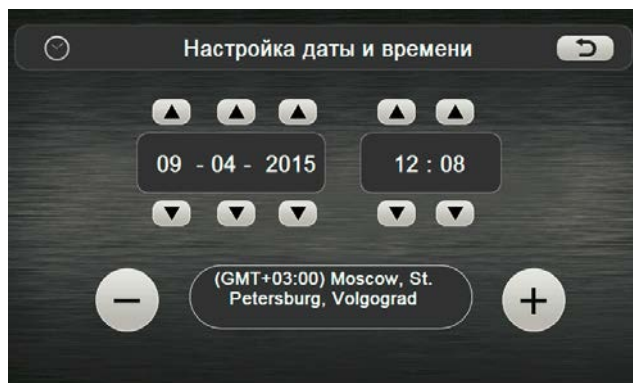 Настройка даты и времени
09 - 04 - 2015 12 : 08
(GMT+03:00) Moscow, St.
Petersburg, Volgograd